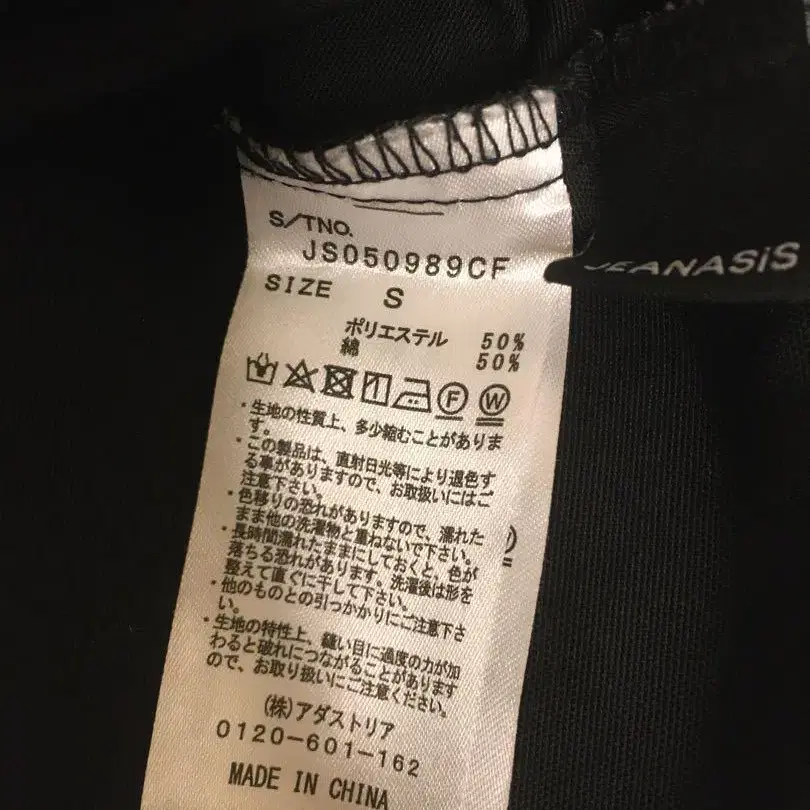 S/TNO.
JS050989CF
JEANASiS
SIZE S
ポリエステル 50%
綿 50%
F W
・生地の性質上、多少縮むことがありま
す。
・この製品は、直射日光等により退色す
る事がありますので、お取扱いにはご
注意下さい。
・色移りの恐れがありますので、濡れた
まま他の洗濯物と重ねないで下さい。
・長時間濡れたままにしておくと、色が
落ちる恐れがあります。洗濯後は形を
整えて直ぐに干して下さい。
・他のものとの引っかかりにご注意下さ
い。
・生地の特性上、縫い目に過度の力が加
わると破れにつながることがあります
ので、お取り扱いにご注意ください。
(株)アダストリア
0120-601-162
MADE IN CHINA